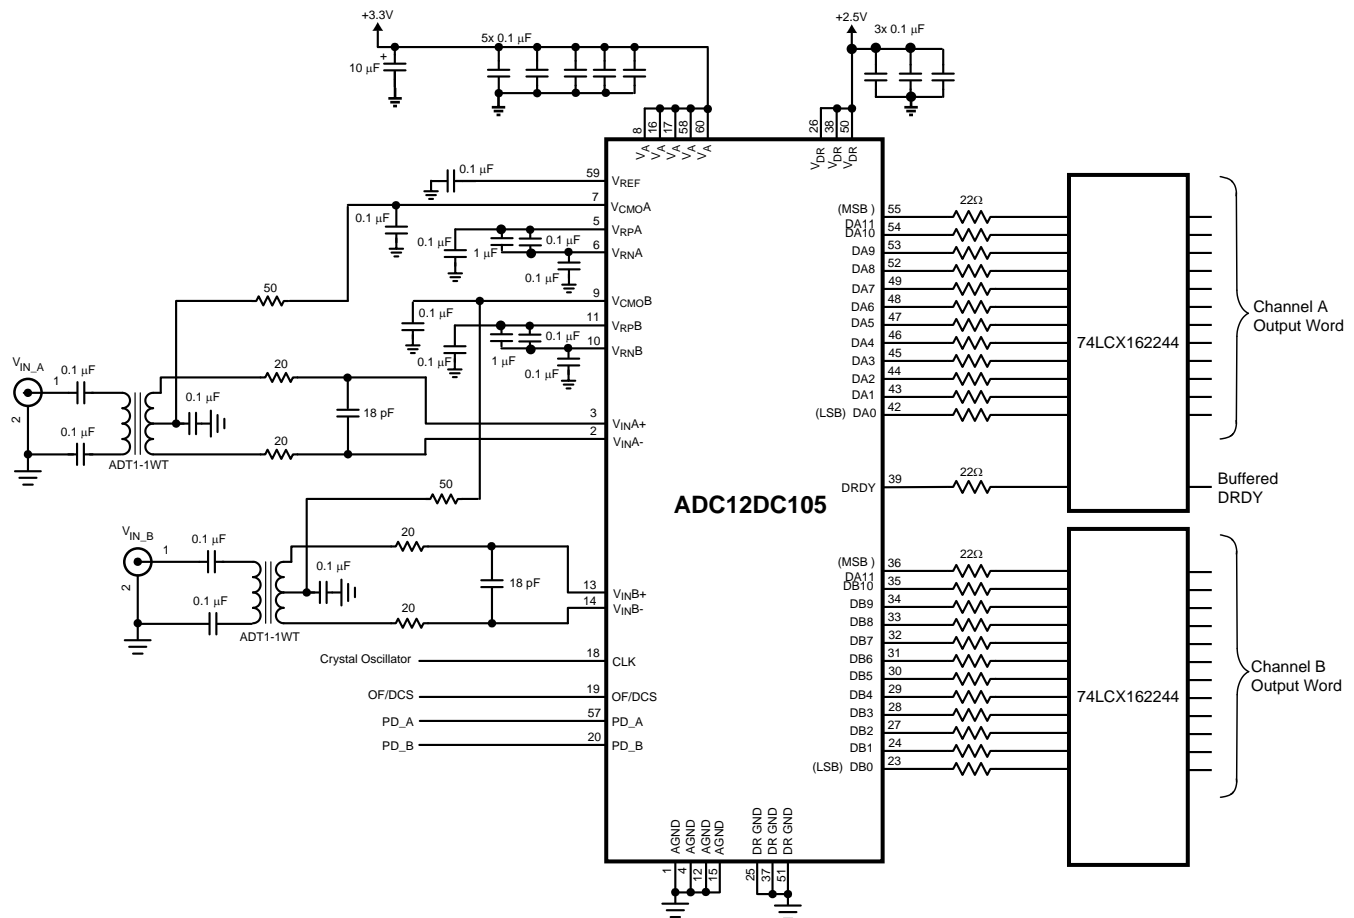 +3.3V
10 µF
+
5x 0.1 µF
+2.5V
3x 0.1 µF
8
16
17
58
60
VA
VA
VA
VA
VA
26
38
50
VDR
VDR
VDR
0.1 µF
59
VREF
7
VCMOA
0.1 µF
5
VRPA
0.1 µF
1 µF
0.1 µF
6
VRNA
0.1 µF
50
9
VCMOB
0.1 µF
11
VRPB
0.1 µF
1 µF
0.1 µF
10
VRNB
0.1 µF
VIN_A
1
2
0.1 µF
0.1 µF
ADT1-1WT
0.1 µF
20
20
18 pF
3
VINA+
2
VINA-
50
VIN_B
1
2
0.1 µF
0.1 µF
ADT1-1WT
0.1 µF
20
20
18 pF
13
VINB+
14
VINB-
Crystal Oscillator
18
CLK
OF/DCS
19
OF/DCS
PD_A
57
PD_A
PD_B
20
PD_B
ADC12DC105
AGND
AGND
AGND
AGND
1
4
12
15
DR GND
DR GND
DR GND
25
37
51
22Ω
(MSB )
DA11
55
DA10
54
DA9
53
DA8
52
DA7
49
DA6
48
DA5
47
DA4
46
DA3
45
DA2
44
DA1
43
(LSB) DA0
42
74LCX162244
Channel A
Output Word
DRDY
39
22Ω
Buffered
DRDY
22Ω
(MSB )
DA11
36
DB10
35
DB9
34
DB8
33
DB7
32
DB6
31
DB5
30
DB4
29
DB3
28
DB2
27
DB1
24
(LSB) DB0
23
74LCX162244
Channel B
Output Word